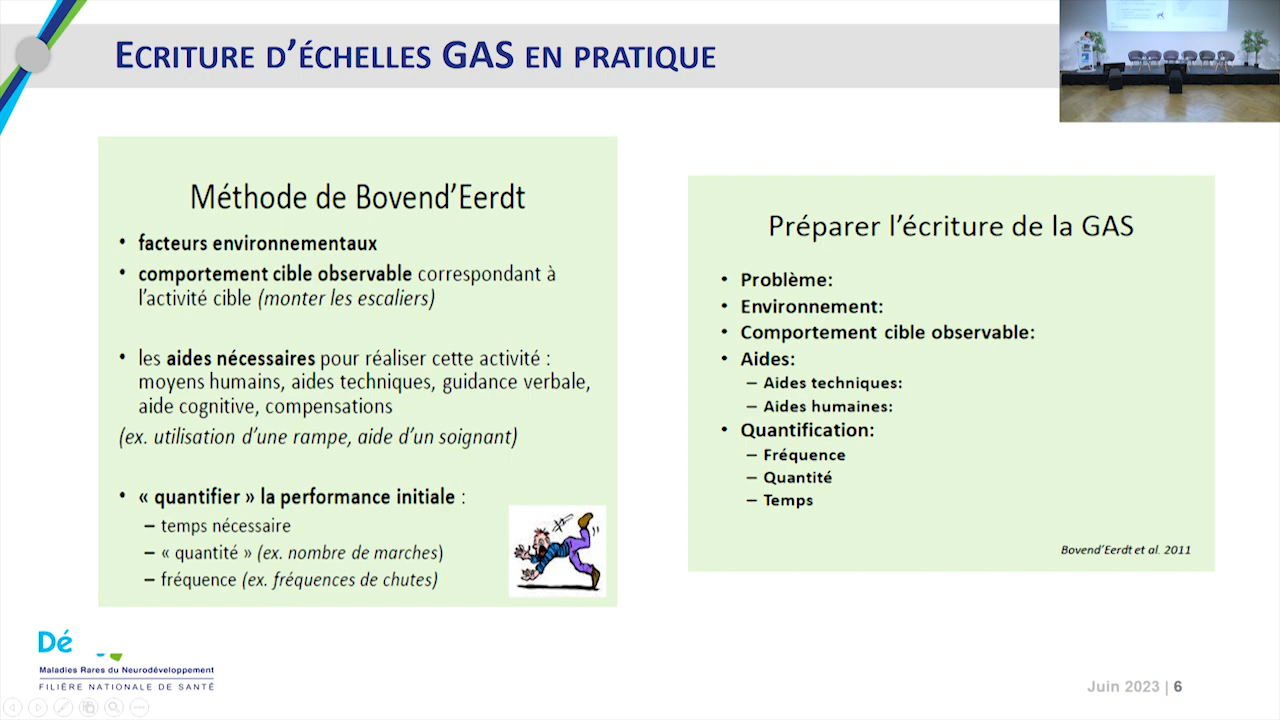 ECRITURE D'ÉCHELLES GAS EN PRATIQUE
Méthode de Bovend'Eerdt
• facteurs environnementaux
• comportement cible observable correspondant à
l'activité cible (monter les escaliers)
• les aides nécessaires pour réaliser cette activité :
moyens humains, aides techniques, guidance verbale,
aide cognitive, compensations
(ex. utilisation d'une rampe, aide d'un soignant)
• « quantifier » la performance initiale :
– temps nécessaire
– « quantité » (ex. nombre de marches)
– fréquence (ex. fréquences de chutes)
Préparer l'écriture de la GAS
• Problème:
• Environnement:
• Comportement cible observable:
• Aides:
– Aides techniques:
– Aides humaines:
• Quantification:
– Fréquence
– Quantité
– Temps
Bovend'Eerdt et al. 2011
Dé
Maladies Rares du Neurodéveloppement
FILIÈRE NATIONALE DE SANTÉ
Juin 2023 | 6